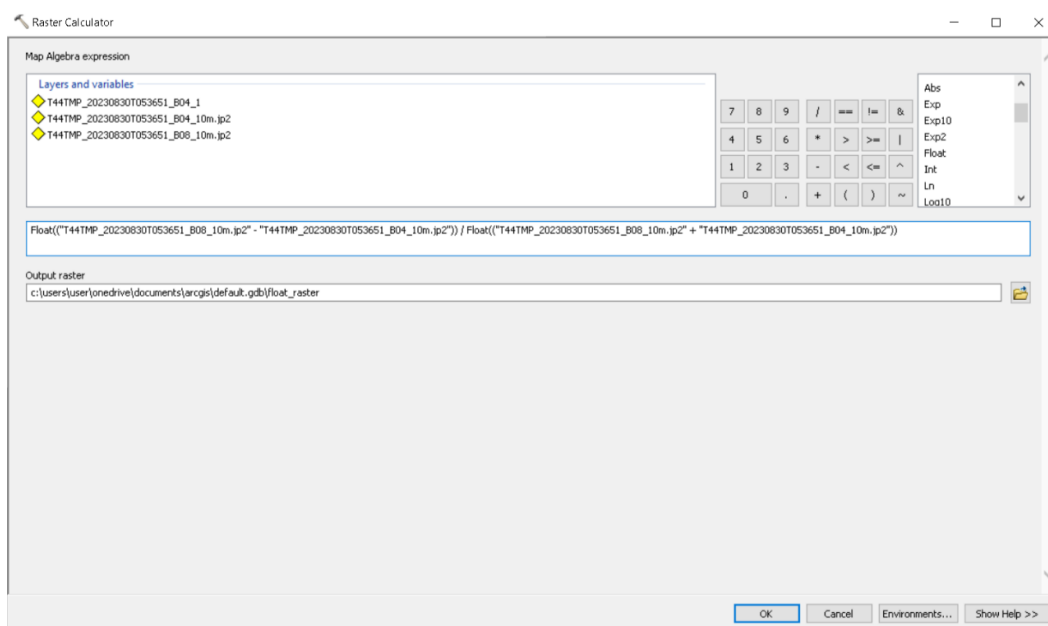 Raster Calculator
Map Algebra expression
Layers and variables
T44TMP_20230830T053651_B04_1
T44TMP_20230830T053651_B04_10m.jp2
T44TMP_20230830T053651_B08_10m.jp2
7 8 9 / == != &
4 5 6 * > >= |
1 2 3 - < <= ^
0 . + ( ) ~
Abs
Exp
Exp10
Exp2
Float
Int
Ln
Log10
Float(("T44TMP_20230830T053651_B08_10m.jp2" - "T44TMP_20230830T053651_B04_10m.jp2")) / Float(("T44TMP_20230830T053651_B08_10m.jp2" + "T44TMP_20230830T053651_B04_10m.jp2"))
Output raster
c:\users\user\onedrive\documents\arcgis\default.gdb\float_raster
OK Cancel Environments... Show Help >>